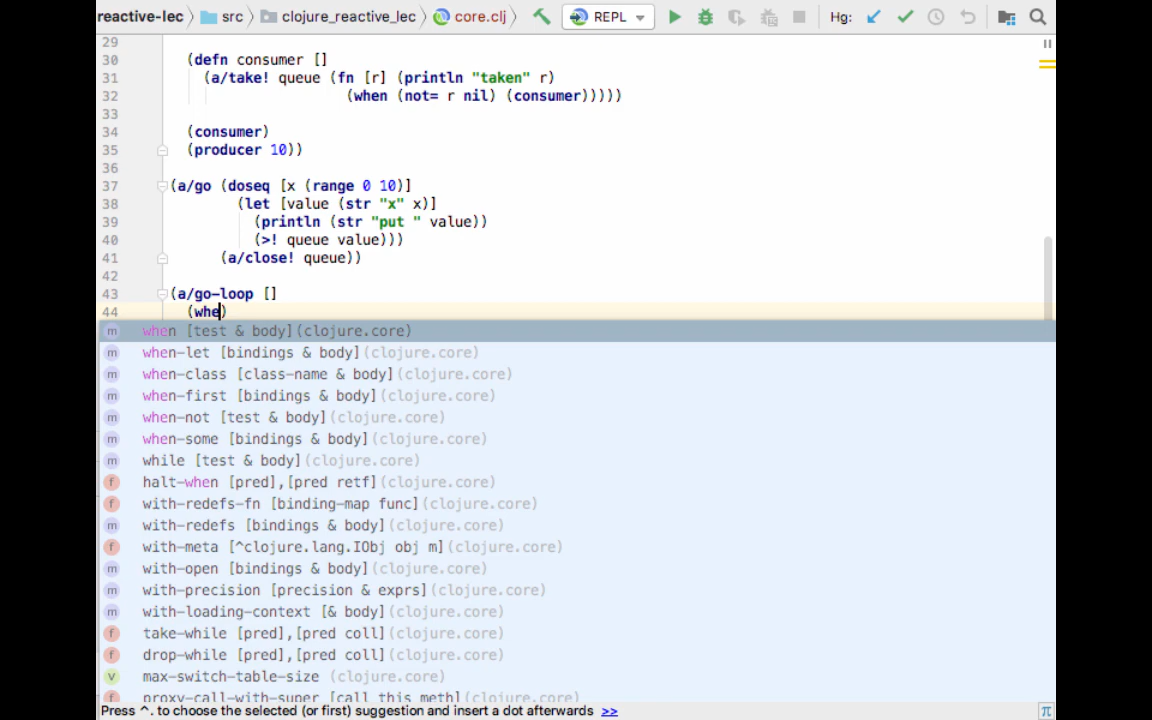 reactive-lec src clojure_reactive_lec core.clj REPL Hg:
29
30 (defn consumer []
31 (a/take! queue (fn [r] (println "taken" r)
32 (when (not= r nil) (consumer)))))
33
34 (consumer)
35 (producer 10))
36
37 (a/go (doseq [x (range 0 10)]
38 (let [value (str "x" x)]
39 (println (str "put " value))
40 (>! queue value)))
41 (a/close! queue))
42
43 (a/go-loop []
44 (whe)
m when [test & body](clojure.core)
m when-let [bindings & body](clojure.core)
m when-class [class-name & body](clojure.core)
m when-first [bindings & body](clojure.core)
m when-not [test & body](clojure.core)
m when-some [bindings & body](clojure.core)
m while [test & body](clojure.core)
f halt-when [pred],[pred retf](clojure.core)
f with-redefs-fn [binding-map func](clojure.core)
m with-redefs [bindings & body](clojure.core)
f with-meta [^clojure.lang.IObj obj m](clojure.core)
m with-open [bindings & body](clojure.core)
m with-precision [precision & exprs](clojure.core)
m with-loading-context [& body](clojure.core)
f take-while [pred],[pred coll](clojure.core)
f drop-while [pred],[pred coll](clojure.core)
v max-switch-table-size (clojure.core)
f proxy-call-with-super [call this meth](clojure.core)
Press ^. to choose the selected (or first) suggestion and insert a dot afterwards >> π